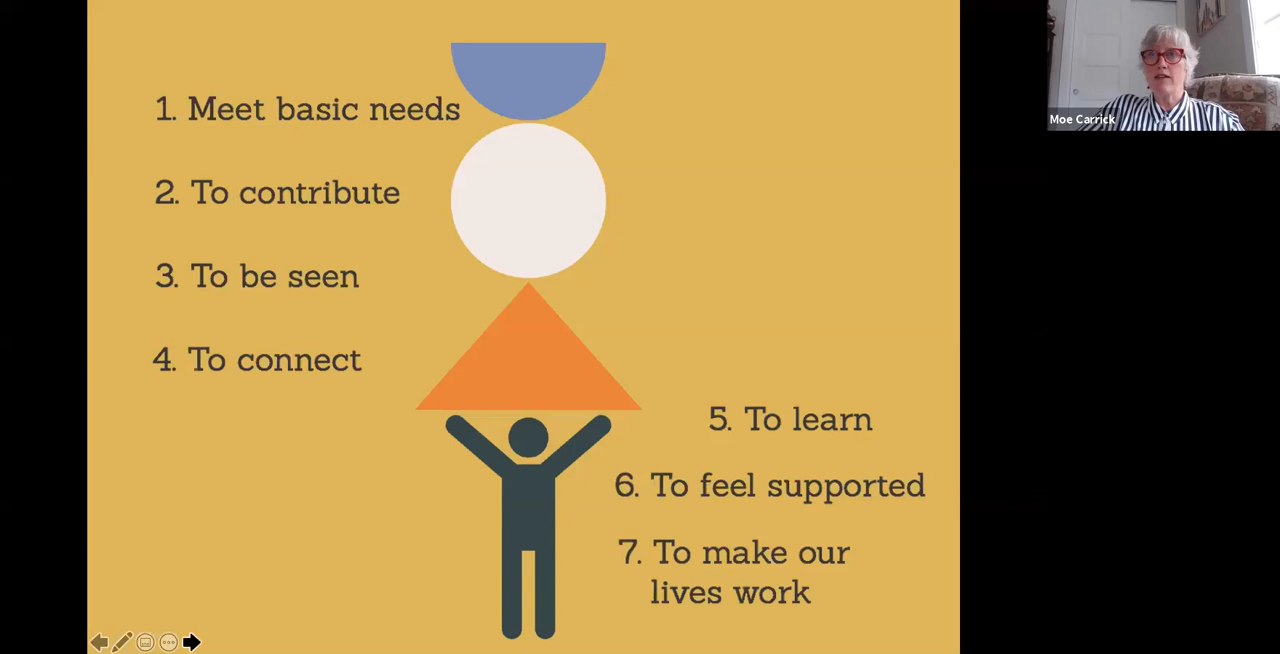 1. Meet basic needs
2. To contribute
3. To be seen
4. To connect
5. To learn
6. To feel supported
7. To make our
lives work
Moe Carrick